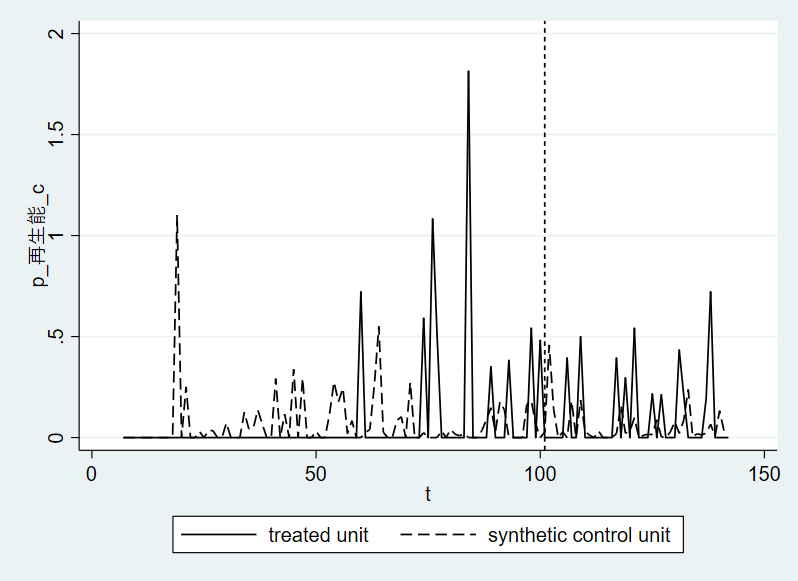 2
1.5
1
.5
0
p_再生能_c
0
50
100
150
t
treated unit
synthetic control unit